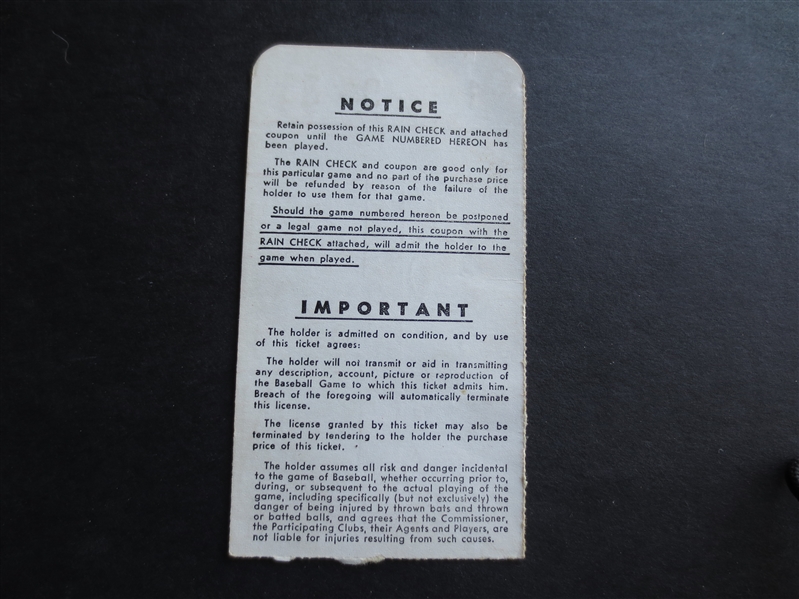 NOTICE
Retain possession of this RAIN CHECK and attached
coupon until the GAME NUMBERED HEREON has
been played.
The RAIN CHECK and coupon are good only for
this particular game and no part of the purchase price
will be refunded by reason of the failure of the
holder to use them for that game.
Should the game numbered hereon be postponed
or a legal game not played, this coupon with the
RAIN CHECK attached, will admit the holder to the
game when played.
IMPORTANT
The holder is admitted on condition, and by use
of this ticket agrees:
The holder will not transmit or aid in transmitting
any description, account, picture or reproduction of
the Baseball Game to which this ticket admits him.
Breach of the foregoing will automatically terminate
this license.
The license granted by this ticket may also be
terminated by tendering to the holder the purchase
price of this ticket.
The holder assumes all risk and danger incidental
to the game of Baseball, whether occurring prior to,
during, or subsequent to the actual playing of the
game, including specifically (but not exclusively) the
danger of being injured by thrown bats and thrown
or batted balls, and agrees that the Commissioner,
the Participating Clubs, their Agents and Players, are
not liable for injuries resulting from such causes.